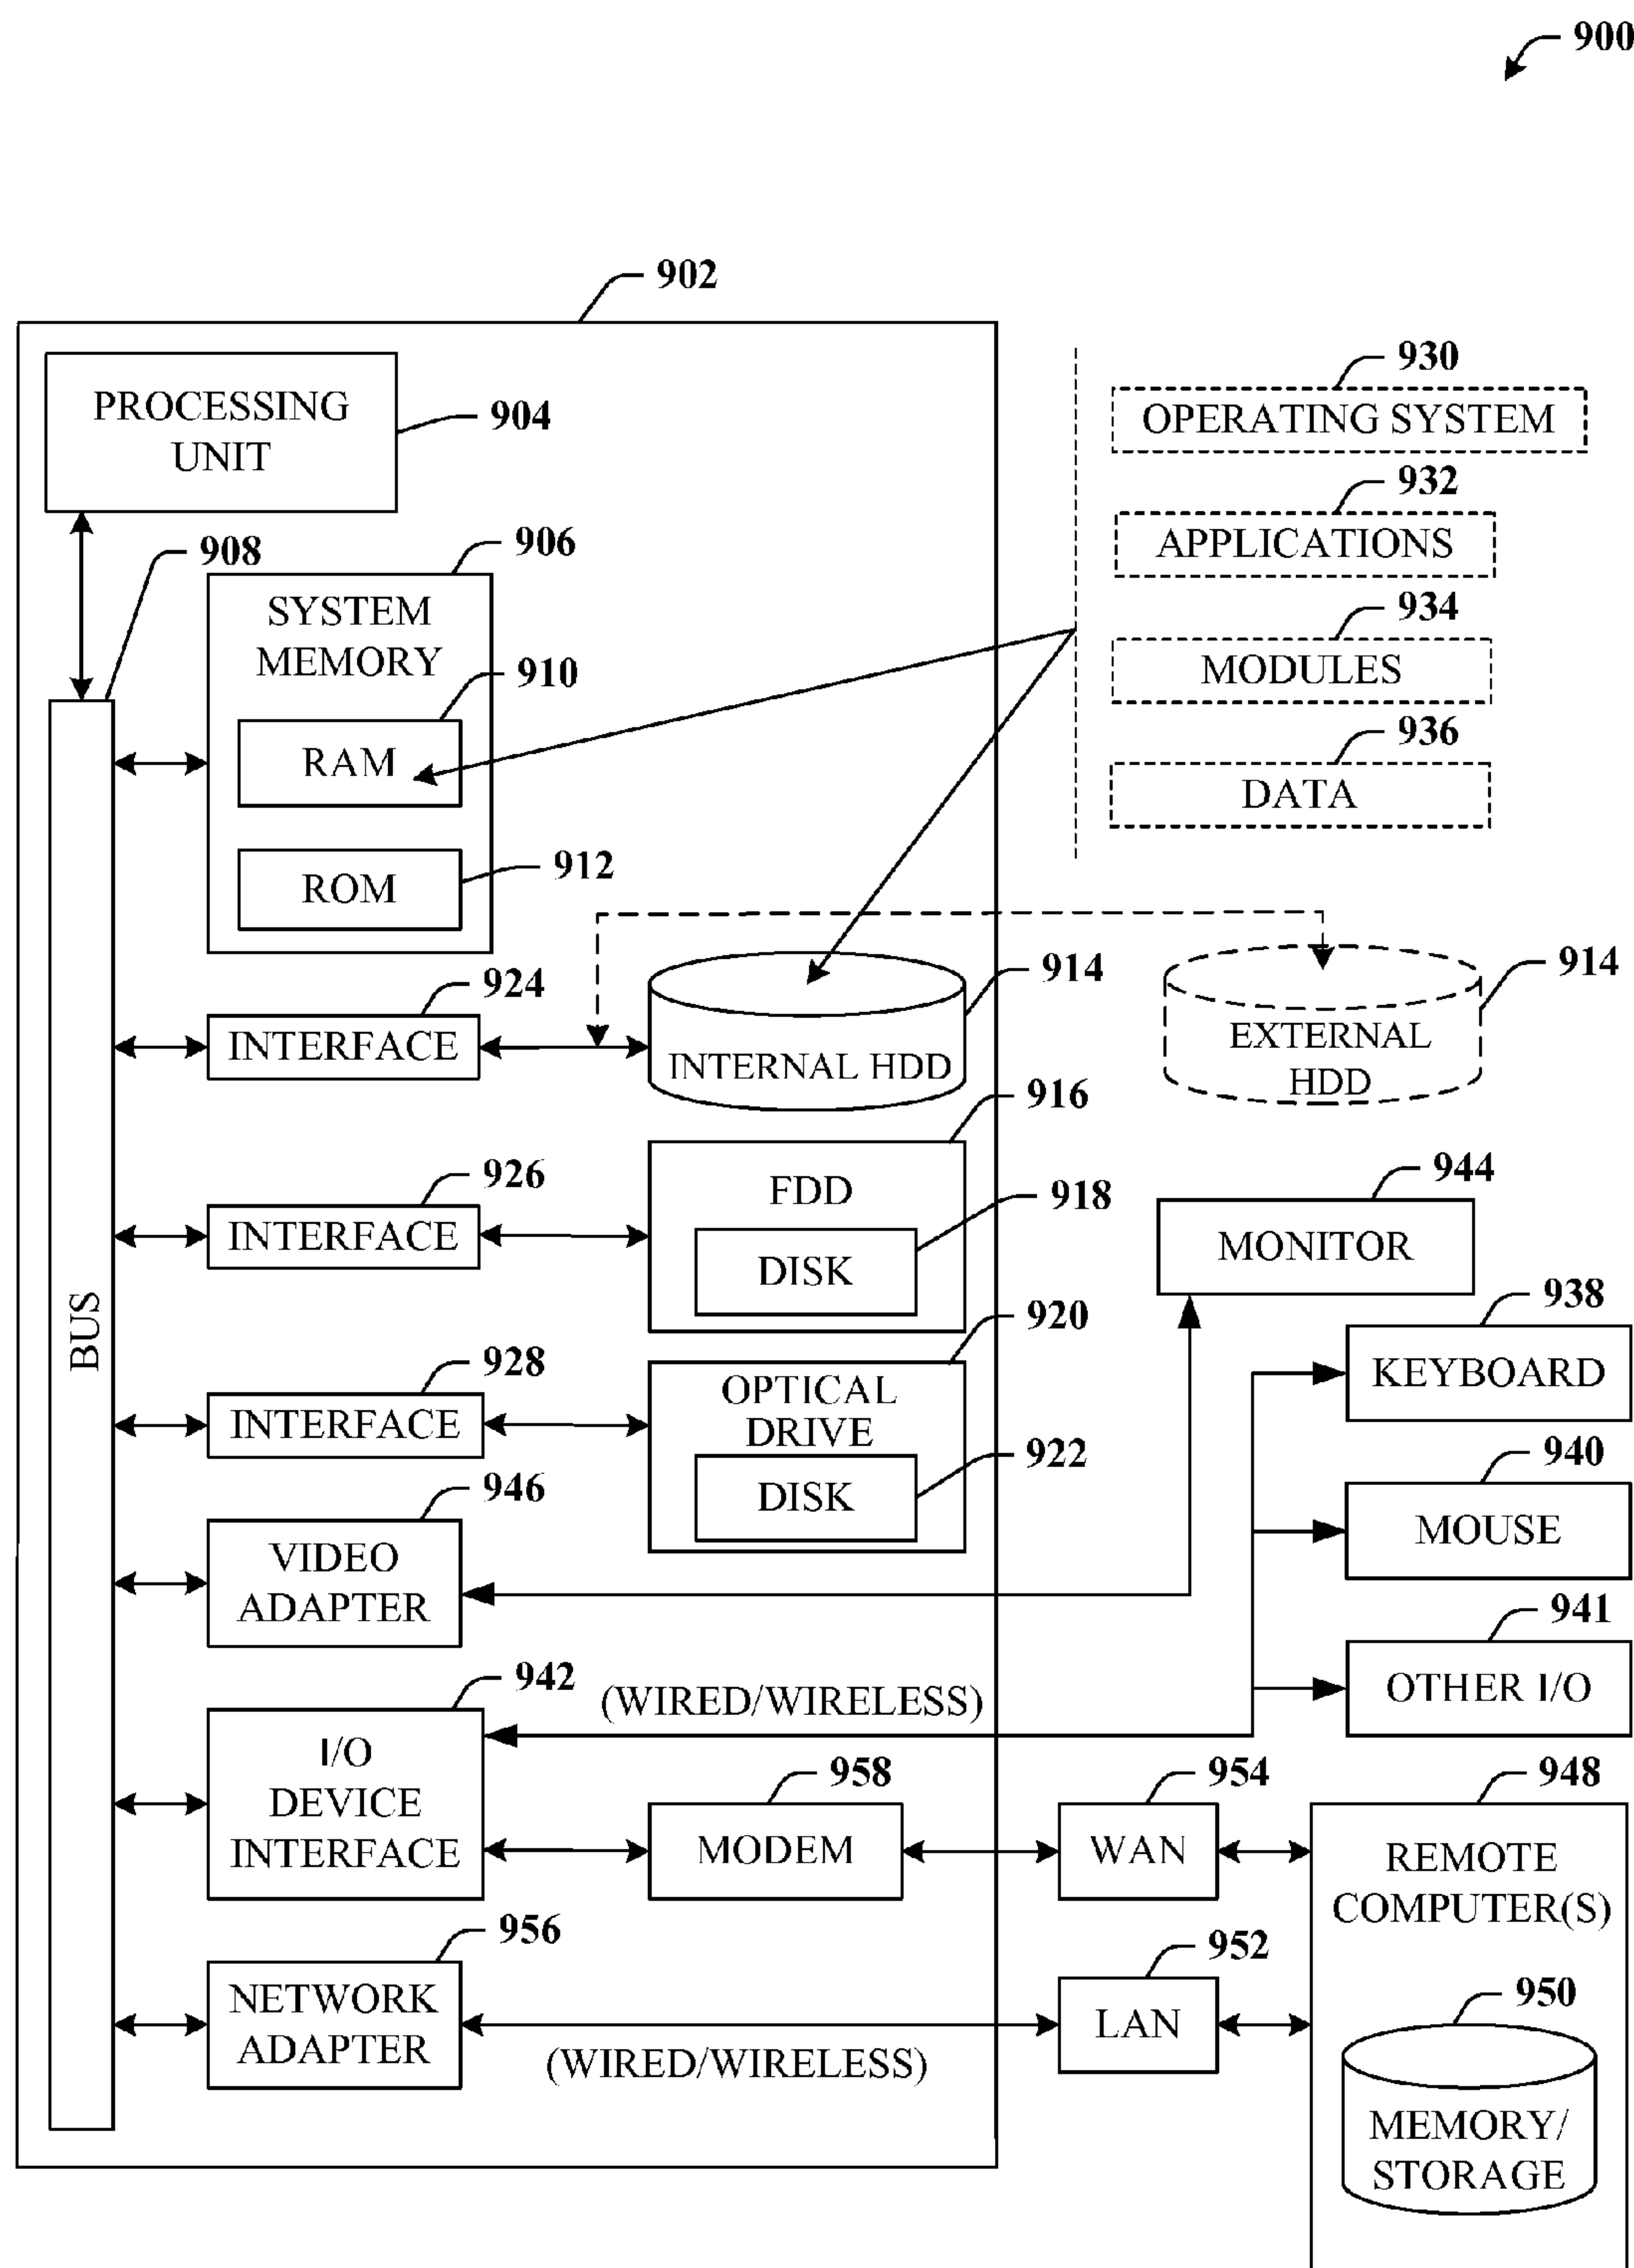 900
902
PROCESSING
UNIT
904
908
906
SYSTEM
MEMORY
910
RAM
912
ROM
930
OPERATING SYSTEM
932
APPLICATIONS
934
MODULES
936
DATA
BUS
924
INTERFACE
914
INTERNAL HDD
914
EXTERNAL
HDD
926
INTERFACE
916
FDD
918
DISK
944
MONITOR
928
INTERFACE
920
OPTICAL
DRIVE
922
DISK
938
KEYBOARD
940
MOUSE
946
VIDEO
ADAPTER
941
OTHER I/O
942
I/O
DEVICE
INTERFACE
(WIRED/WIRELESS)
958
MODEM
954
WAN
948
REMOTE
COMPUTER(S)
956
NETWORK
ADAPTER
(WIRED/WIRELESS)
952
LAN
950
MEMORY/
STORAGE